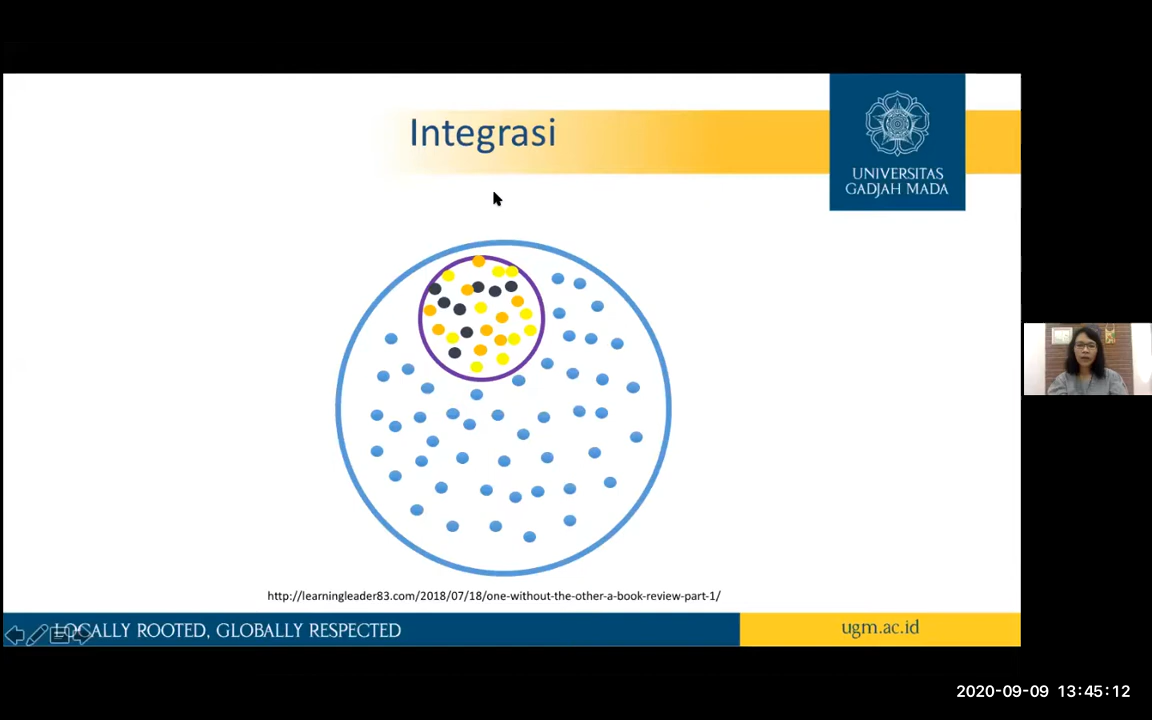 Integrasi
UNIVERSITAS
GADJAH MADA
http://learningleader83.com/2018/07/18/one-without-the-other-a-book-review-part-1/
LOCALLY ROOTED, GLOBALLY RESPECTED
ugm.ac.id
2020-09-09 13:45:12